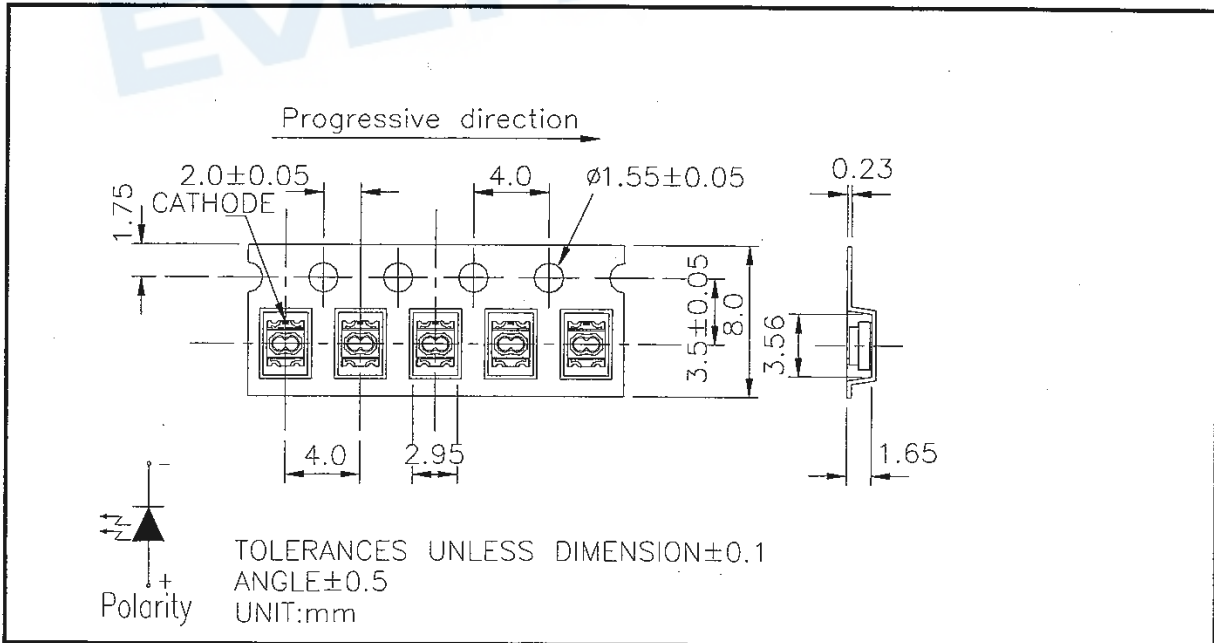 EVER
Progressive direction
2.0±0.05
4.0
ø1.55±0.05
0.23
CATHODE
1.75
3.5±0.05
8.0
3.56
4.0
2.95
1.65
-
+
Polarity
TOLERANCES UNLESS DIMENSION±0.1
ANGLE±0.5
UNIT:mm